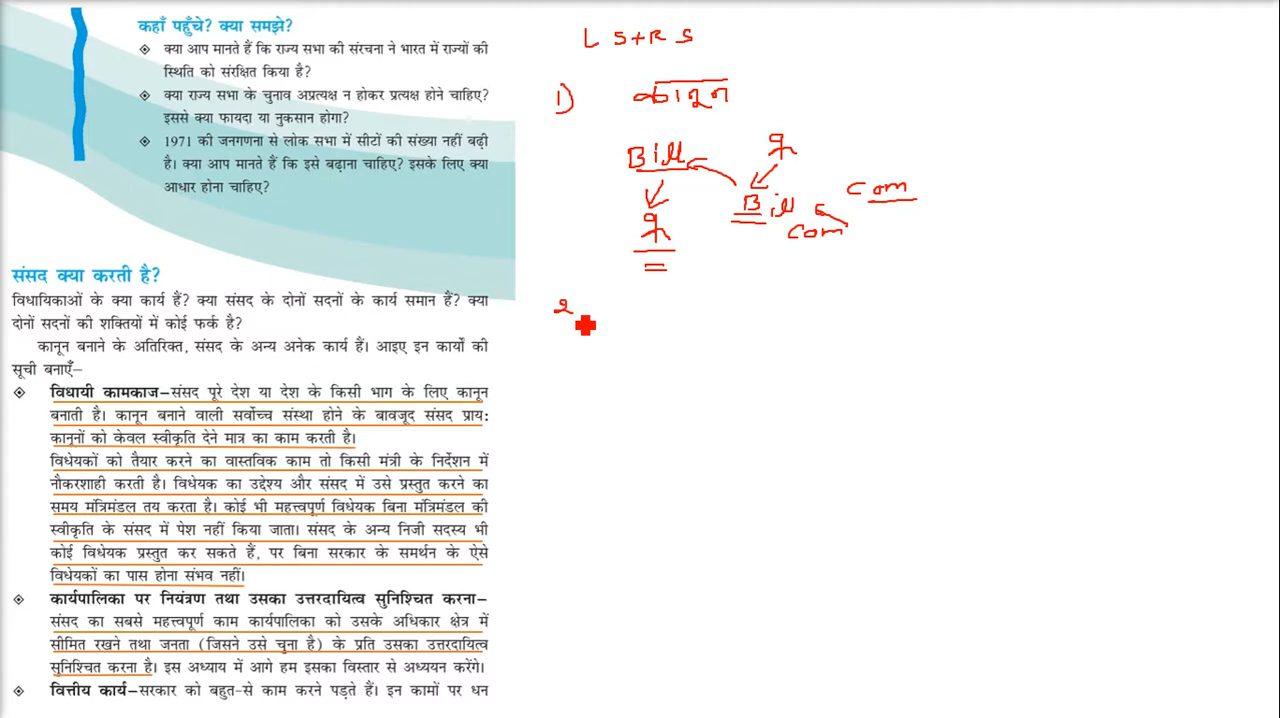 कहाँ पहुँचे? क्या समझे?
क्या आप मानते हैं कि राज्य सभा की संरचना ने भारत में राज्यों की
स्थिति को संरक्षित किया है?
क्या राज्य सभा के चुनाव अप्रत्यक्ष न होकर प्रत्यक्ष होने चाहिए?
इससे क्या फायदा या नुकसान होगा?
1971 की जनगणना से लोक सभा में सीटों की संख्या नहीं बढ़ी
है। क्या आप मानते हैं कि इसे बढ़ाना चाहिए? इसके लिए क्या
आधार होना चाहिए?
संसद क्या करती है?
विधायिकाओं के क्या कार्य हैं? क्या संसद के दोनों सदनों के कार्य समान हैं? क्या
दोनों सदनों की शक्तियों में कोई फर्क है?
कानून बनाने के अतिरिक्त, संसद के अन्य अनेक कार्य हैं। आइए इन कार्यों की
सूची बनाएँ–
विधायी कामकाज–संसद पूरे देश या देश के किसी भाग के लिए कानून
बनाती है। कानून बनाने वाली सर्वोच्च संस्था होने के बावजूद संसद प्राय:
कानूनों को केवल स्वीकृति देने मात्र का काम करती है।
विधेयकों को तैयार करने का वास्तविक काम तो किसी मंत्री के निर्देशन में
नौकरशाही करती है। विधेयक का उद्देश्य और संसद में उसे प्रस्तुत करने का
समय मंत्रिमंडल तय करता है। कोई भी महत्त्वपूर्ण विधेयक बिना मंत्रिमंडल की
स्वीकृति के संसद में पेश नहीं किया जाता। संसद के अन्य निजी सदस्य भी
कोई विधेयक प्रस्तुत कर सकते हैं, पर बिना सरकार के समर्थन के ऐसे
विधेयकों का पास होना संभव नहीं।
कार्यपालिका पर नियंत्रण तथा उसका उत्तरदायित्व सुनिश्चित करना–
संसद का सबसे महत्त्वपूर्ण काम कार्यपालिका को उसके अधिकार क्षेत्र में
सीमित रखने तथा जनता (जिसने उसे चुना है) के प्रति उसका उत्तरदायित्व
सुनिश्चित करना है। इस अध्याय में आगे हम इसका विस्तार से अध्ययन करेंगे।
वित्तीय कार्य–सरकार को बहुत-से काम करने पड़ते हैं। इन कामों पर धन
L S+R S
1) कानून
Bill
Bill com
com
2